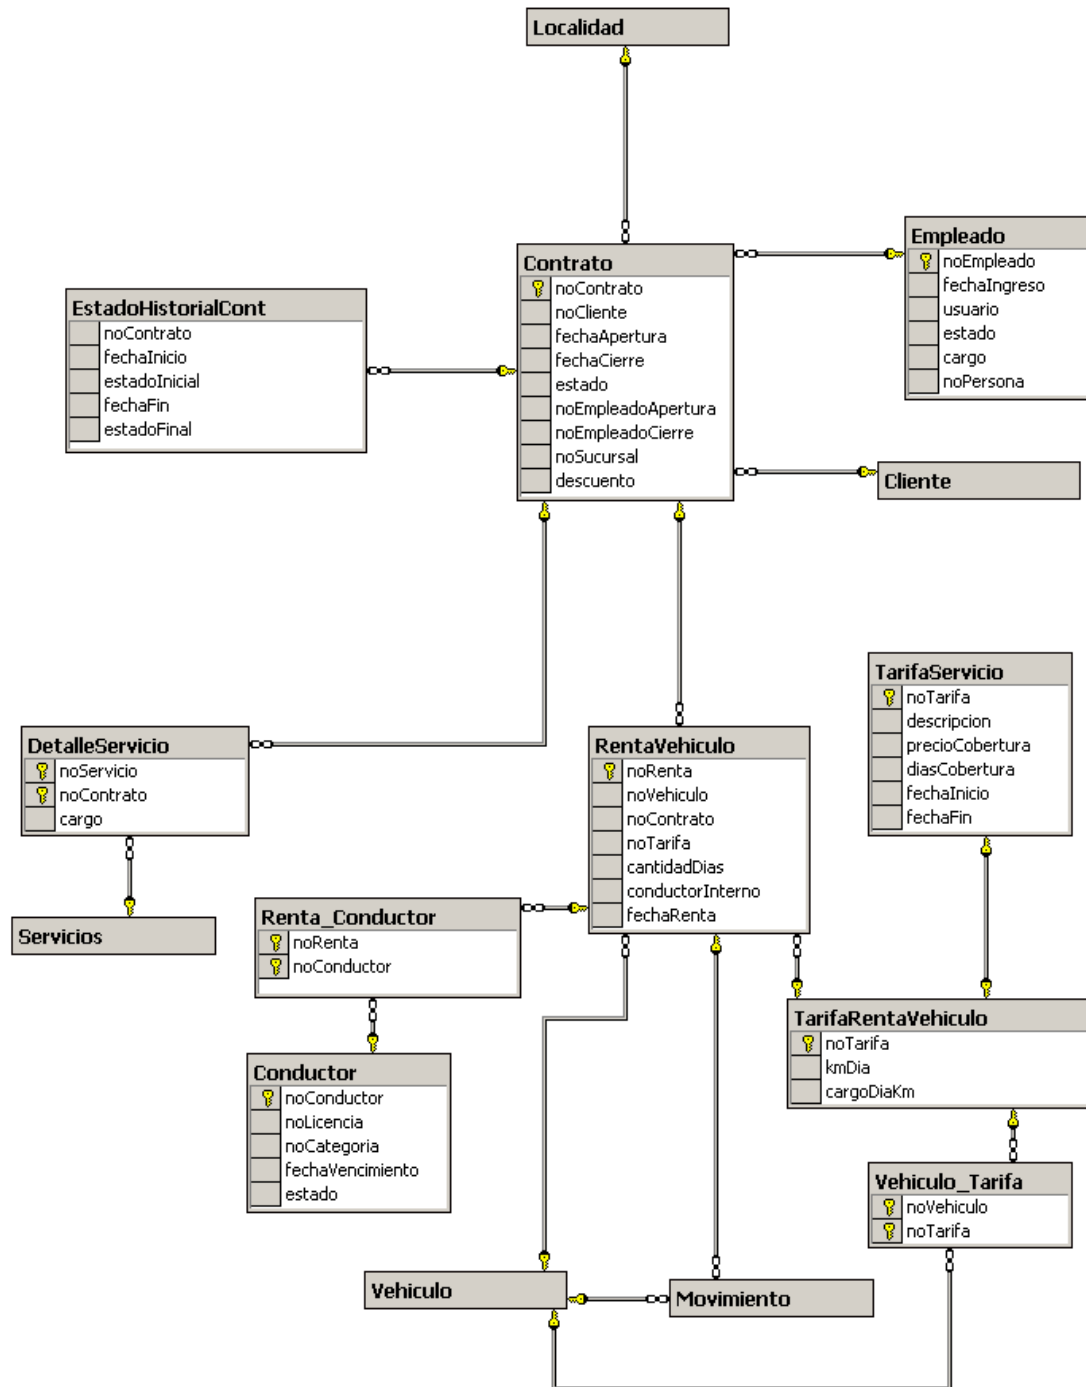 Localidad
Empleado
noEmpleado
fechaIngreso
usuario
estado
cargo
noPersona
Contrato
noContrato
noCliente
fechaApertura
fechaCierre
estado
noEmpleadoApertura
noEmpleadoCierre
noSucursal
descuento
EstadoHistorialCont
noContrato
fechaInicio
estadoInicial
fechaFin
estadoFinal
Cliente
TarifaServicio
noTarifa
descripcion
precioCobertura
diasCobertura
fechaInicio
fechaFin
DetalleServicio
noServicio
noContrato
cargo
RentaVehiculo
noRenta
noVehiculo
noContrato
noTarifa
cantidadDias
conductorInterno
fechaRenta
Servicios
Renta_Conductor
noRenta
noConductor
TarifaRentaVehiculo
noTarifa
kmDia
cargoDiaKm
Conductor
noConductor
noLicencia
noCategoria
fechaVencimiento
estado
Vehiculo_Tarifa
noVehiculo
noTarifa
Vehiculo
Movimiento